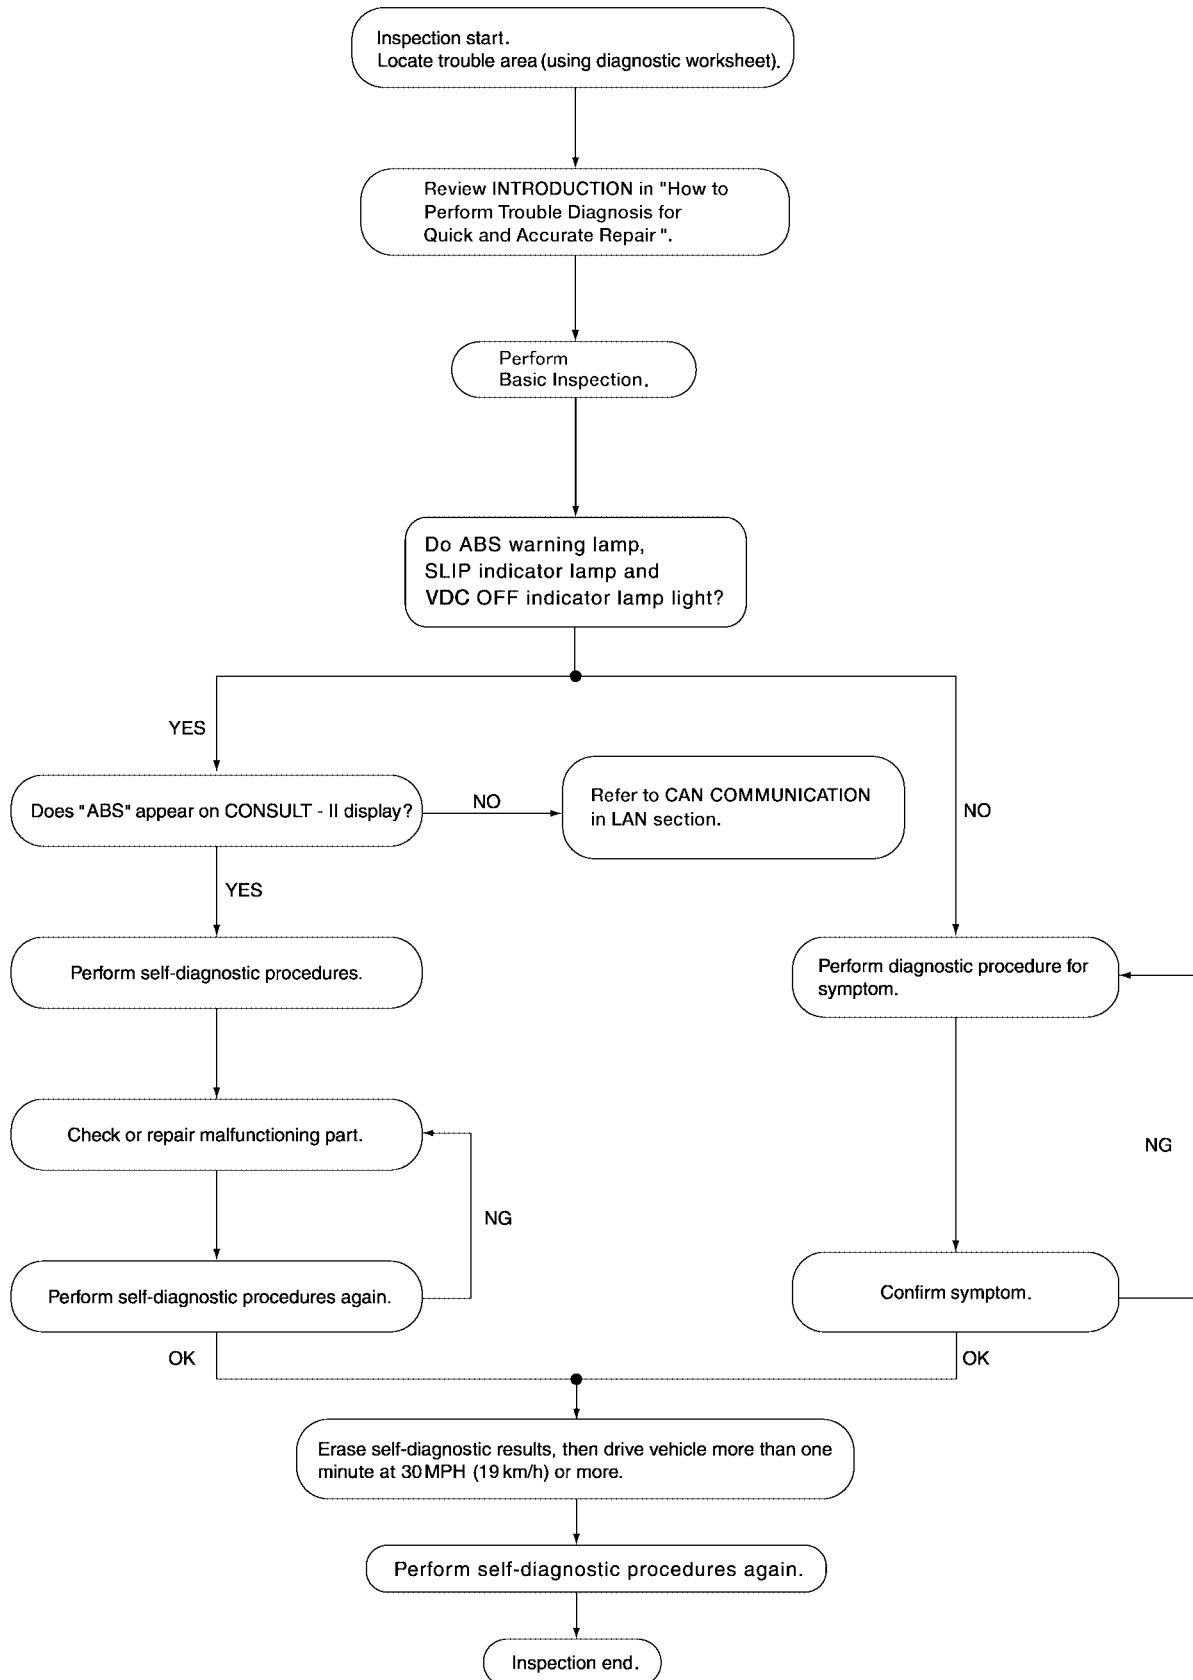 Inspection start.
Locate trouble area (using diagnostic worksheet).
Review INTRODUCTION in "How to
Perform Trouble Diagnosis for
Quick and Accurate Repair ".
Perform
Basic Inspection.
Do ABS warning lamp,
SLIP indicator lamp and
VDC OFF indicator lamp light?
YES
Does "ABS" appear on CONSULT - II display?
NO
Refer to CAN COMMUNICATION
in LAN section.
NO
YES
Perform self-diagnostic procedures.
Perform diagnostic procedure for
symptom.
Check or repair malfunctioning part.
NG
NG
Perform self-diagnostic procedures again.
Confirm symptom.
OK
OK
Erase self-diagnostic results, then drive vehicle more than one
minute at 30 MPH (19 km/h) or more.
Perform self-diagnostic procedures again.
Inspection end.